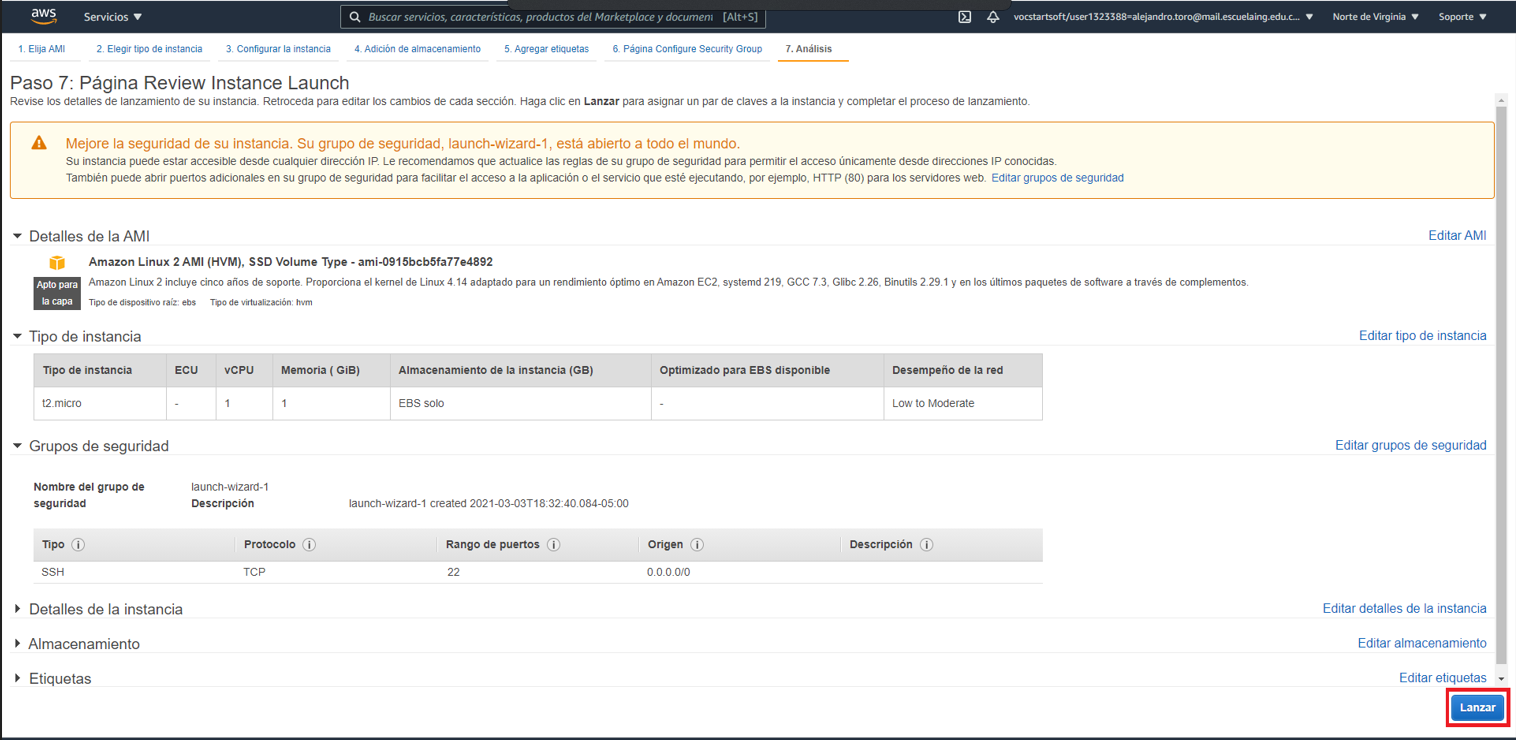 aws Servicios Buscar servicios, características, productos del Marketplace y documen [Alt+S] vocstartsoft/user1323388=alejandro.toro@mail.escuelaing.edu.c... Norte de Virginia Soporte
1. Elija AMI 2. Elegir tipo de instancia 3. Configurar la instancia 4. Adición de almacenamiento 5. Agregar etiquetas 6. Página Configure Security Group 7. Análisis
Paso 7: Página Review Instance Launch
Revise los detalles de lanzamiento de su instancia. Retroceda para editar los cambios de cada sección. Haga clic en Lanzar para asignar un par de claves a la instancia y completar el proceso de lanzamiento.
Mejore la seguridad de su instancia. Su grupo de seguridad, launch-wizard-1, está abierto a todo el mundo.
Su instancia puede estar accesible desde cualquier dirección IP. Le recomendamos que actualice las reglas de su grupo de seguridad para permitir el acceso únicamente desde direcciones IP conocidas.
También puede abrir puertos adicionales en su grupo de seguridad para facilitar el acceso a la aplicación o el servicio que esté ejecutando, por ejemplo, HTTP (80) para los servidores web. Editar grupos de seguridad
Detalles de la AMI Editar AMI
Amazon Linux 2 AMI (HVM), SSD Volume Type - ami-0915bcb5fa77e4892
Apto para la capa
Amazon Linux 2 incluye cinco años de soporte. Proporciona el kernel de Linux 4.14 adaptado para un rendimiento óptimo en Amazon EC2, systemd 219, GCC 7.3, Glibc 2.26, Binutils 2.29.1 y en los últimos paquetes de software a través de complementos.
Tipo de dispositivo raíz: ebs Tipo de virtualización: hvm
Tipo de instancia Editar tipo de instancia
Tipo de instancia ECU vCPU Memoria ( GiB) Almacenamiento de la instancia (GB) Optimizado para EBS disponible Desempeño de la red
t2.micro - 1 1 EBS solo - Low to Moderate
Grupos de seguridad Editar grupos de seguridad
Nombre del grupo de seguridad launch-wizard-1
Descripción launch-wizard-1 created 2021-03-03T18:32:40.084-05:00
Tipo Protocolo Rango de puertos Origen Descripción
SSH TCP 22 0.0.0.0/0
Detalles de la instancia Editar detalles de la instancia
Almacenamiento Editar almacenamiento
Etiquetas Editar etiquetas
Lanzar